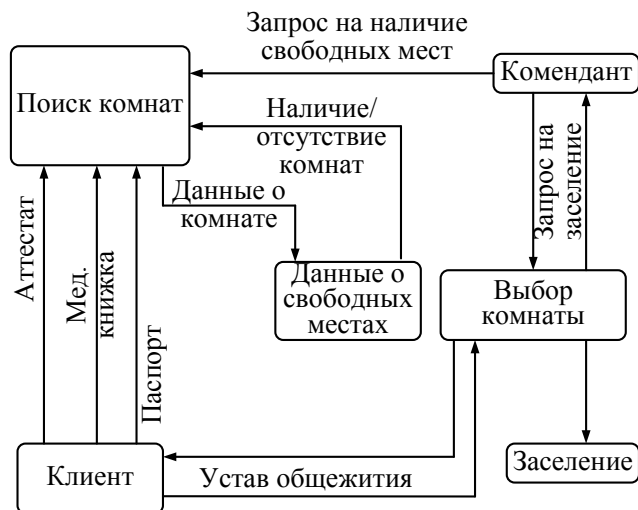 Запрос на наличие
свободных мест
Комендант
Поиск комнат
Наличие/
отсутствие
комнат
Запрос на
заселение
Данные о
комнате
Аттестат
Мед.
книжка
Паспорт
Данные о
свободных
местах
Выбор
комнаты
Клиент
Устав общежития
Заселение